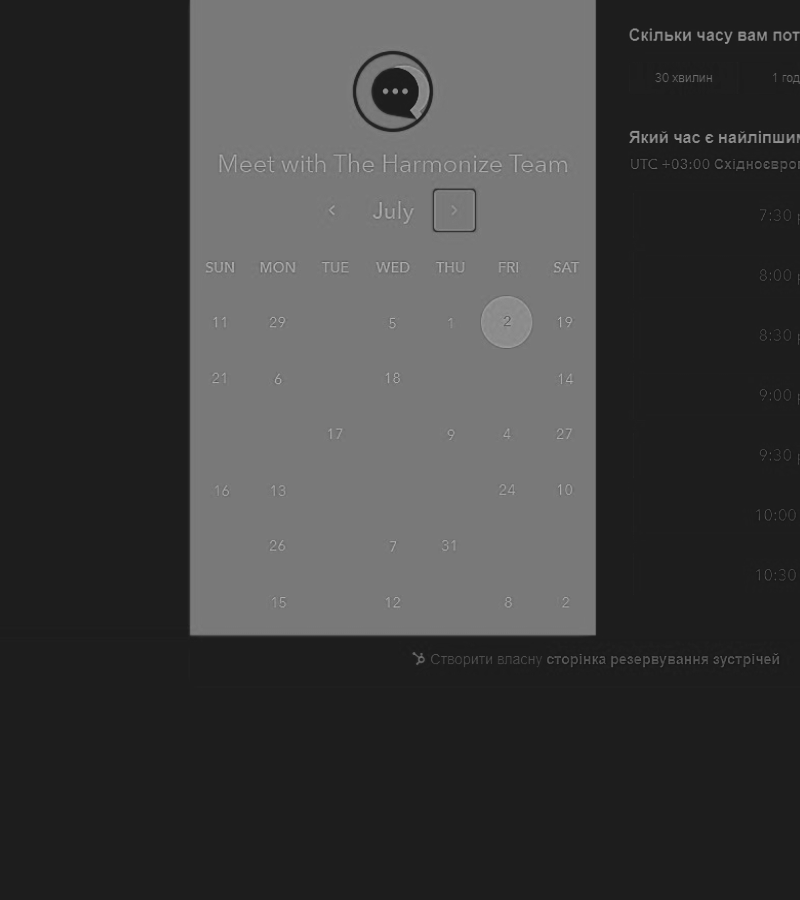 Meet with The Harmonize Team
July
SUN MON TUE WED THU FRI SAT
11 29 5 1 2 19
21 6 18 14
17 9 4 27
16 13 24 10
26 7 31
15 12 8 2
Скільки часу вам пот
30 хвилин 1 год
Який час є найліпшим
UTC +03:00 Східноєвроп
7:30
8:00
8:30
9:00
9:30
10:00
10:30
Створити власну сторінка резервування зустрічей